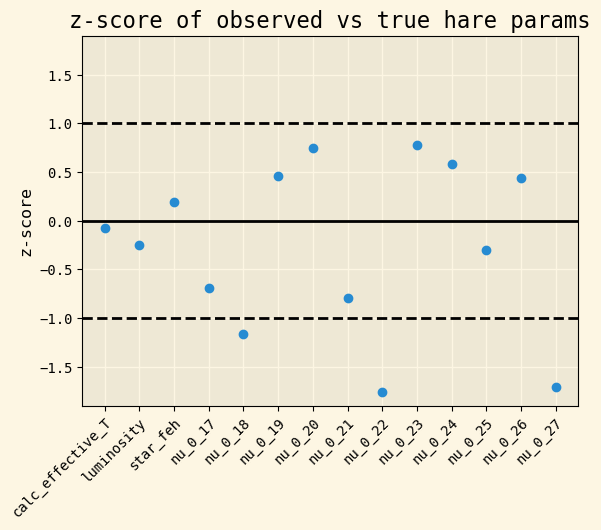 z-score of observed vs true hare params
z-score
1.5
1.0
0.5
0.0
−0.5
−1.0
−1.5
calc_effective_T
luminosity
star_feh
nu_0_17
nu_0_18
nu_0_19
nu_0_20
nu_0_21
nu_0_22
nu_0_23
nu_0_24
nu_0_25
nu_0_26
nu_0_27